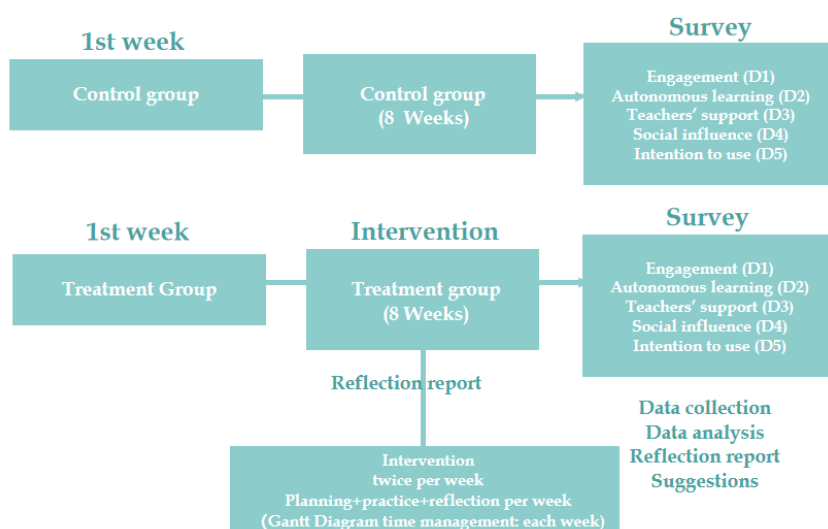 1st week
Survey
Control group
Control group
(8 Weeks)
Engagement (D1)
Autonomous learning (D2)
Teachers' support (D3)
Social influence (D4)
Intention to use (D5)
1st week
Intervention
Survey
Treatment Group
Treatment group
(8 Weeks)
Engagement (D1)
Autonomous learning (D2)
Teachers' support (D3)
Social influence (D4)
Intention to use (D5)
Reflection report
Data collection
Data analysis
Reflection report
Suggestions
Intervention
twice per week
Planning+practice+reflection per week
(Gantt Diagram time management: each week)